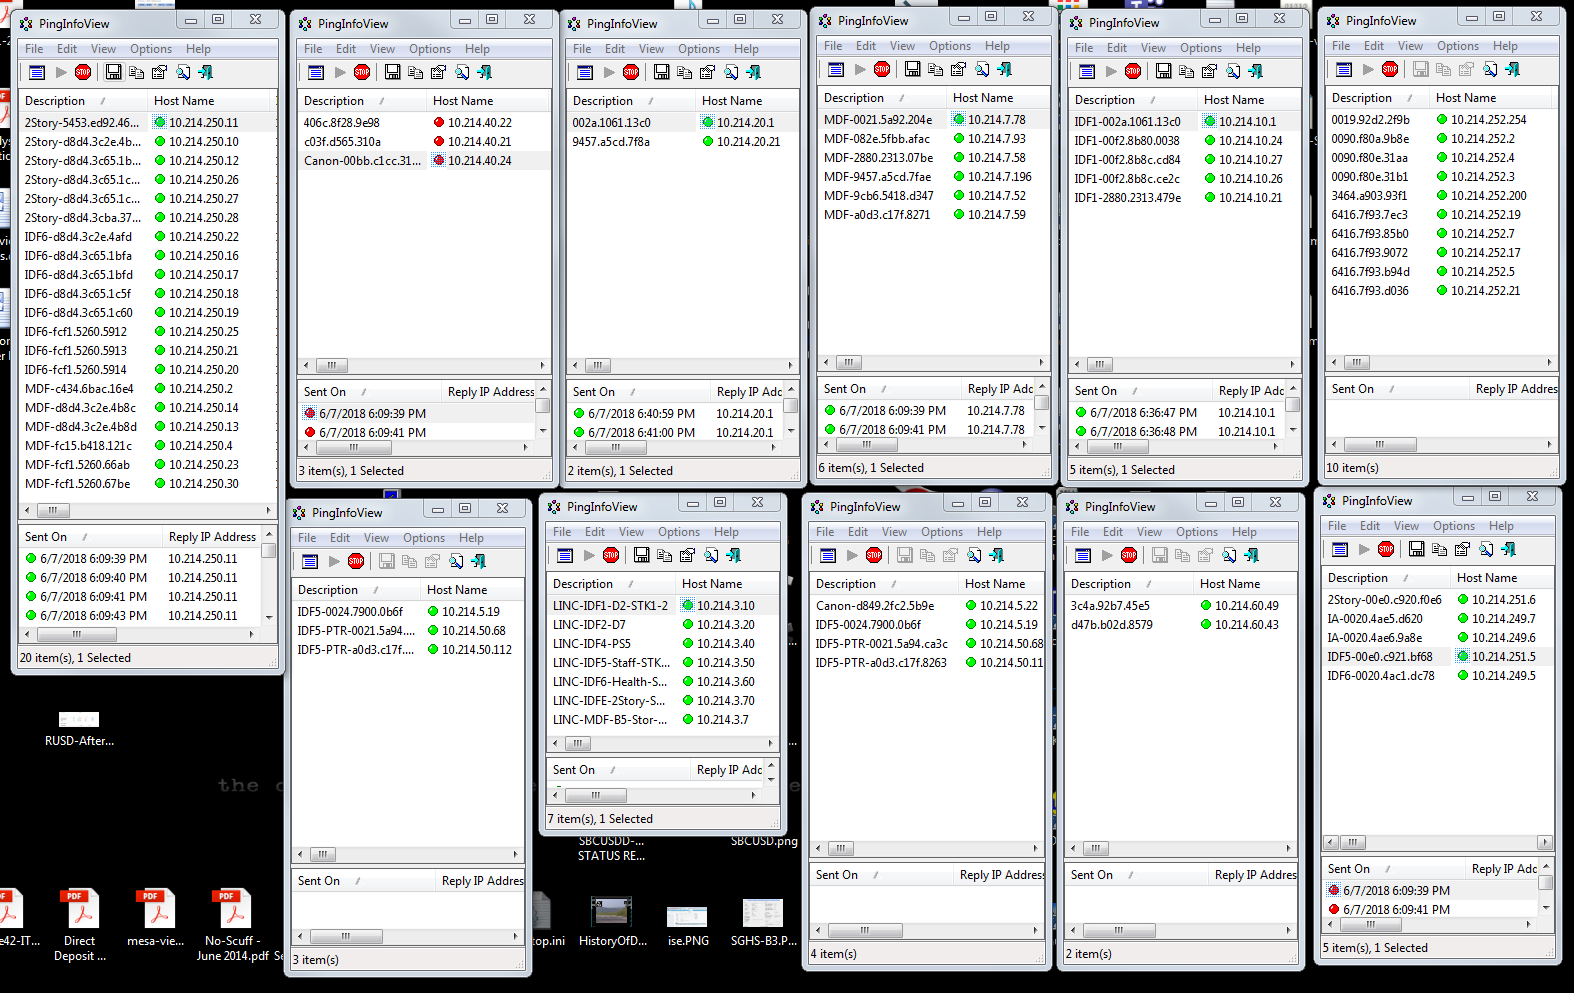 PingInfoView
File Edit View Options Help
STOP
Description / Host Name
2Story-5453.ed92.46... 10.214.250.11
2Story-d8d4.3c2e.4b... 10.214.250.10
2Story-d8d4.3c65.1b... 10.214.250.12
2Story-d8d4.3c65.1c... 10.214.250.26
2Story-d8d4.3c65.1c... 10.214.250.27
2Story-d8d4.3cba.37... 10.214.250.28
IDF6-d8d4.3c2e.4afd 10.214.250.22
IDF6-d8d4.3c65.1bfa 10.214.250.16
IDF6-d8d4.3c65.1bfd 10.214.250.17
IDF6-d8d4.3c65.1c5f 10.214.250.18
IDF6-d8d4.3c65.1c60 10.214.250.19
IDF6-fcf1.5260.5912 10.214.250.25
IDF6-fcf1.5260.5913 10.214.250.21
IDF6-fcf1.5260.5914 10.214.250.20
MDF-c434.6bac.16e4 10.214.250.2
MDF-d8d4.3c2e.4b8c 10.214.250.14
MDF-d8d4.3c2e.4b8d 10.214.250.13
MDF-fc15.b418.121c 10.214.250.4
MDF-fcf1.5260.66ab 10.214.250.23
MDF-fcf1.5260.67be 10.214.250.30
Sent On / Reply IP Address
6/7/2018 6:09:39 PM 10.214.250.11
6/7/2018 6:09:40 PM 10.214.250.11
6/7/2018 6:09:41 PM 10.214.250.11
6/7/2018 6:09:43 PM 10.214.250.11
20 item(s), 1 Selected
PingInfoView
File Edit View Options Help
STOP
Description / Host Name
406c.8f28.9e98 10.214.40.22
c03f.d565.310a 10.214.40.21
Canon-00bb.c1cc.31... 10.214.40.24
Sent On / Reply IP Address
6/7/2018 6:09:39 PM
6/7/2018 6:09:41 PM
3 item(s), 1 Selected
PingInfoView
File Edit View Options Help
STOP
Description / Host Name
002a.1061.13c0 10.214.20.1
9457.a5cd.7f8a 10.214.20.21
Sent On / Reply IP Adc
6/7/2018 6:40:59 PM 10.214.20.1
6/7/2018 6:41:00 PM 10.214.20.1
2 item(s), 1 Selected
PingInfoView
File Edit View Options Help
STOP
Description / Host Name
MDF-0021.5a92.204e 10.214.7.78
MDF-082e.5fbb.afac 10.214.7.93
MDF-2880.2313.07be 10.214.7.58
MDF-9457.a5cd.7fae 10.214.7.196
MDF-9cb6.5418.d347 10.214.7.52
MDF-a0d3.c17f.8271 10.214.7.59
Sent On / Reply IP Adc
6/7/2018 6:09:39 PM 10.214.7.78
6/7/2018 6:09:41 PM 10.214.7.78
6 item(s), 1 Selected
PingInfoView
File Edit View Options Help
STOP
Description / Host Name
IDF1-002a.1061.13c0 10.214.10.1
IDF1-00f2.8b80.0038 10.214.10.24
IDF1-00f2.8b8c.cd84 10.214.10.27
IDF1-00f2.8b8c.ce2c 10.214.10.26
IDF1-2880.2313.479e 10.214.10.21
Sent On / Reply IP Adc
6/7/2018 6:36:47 PM 10.214.10.1
6/7/2018 6:36:48 PM 10.214.10.1
5 item(s), 1 Selected
PingInfoView
File Edit View Options Help
STOP
Description / Host Name
0019.92d2.2f9b 10.214.252.254
0090.f80a.9b8e 10.214.252.2
0090.f80e.31aa 10.214.252.4
0090.f80e.31b1 10.214.252.3
3464.a903.93f1 10.214.252.200
6416.7f93.7ec3 10.214.252.19
6416.7f93.85b0 10.214.252.7
6416.7f93.9072 10.214.252.17
6416.7f93.b94d 10.214.252.5
6416.7f93.d036 10.214.252.21
Sent On / Reply IP Addres
10 item(s)
PingInfoView
File Edit View Options Help
STOP
Description / Host Name
IDF5-0024.7900.0b6f 10.214.5.19
IDF5-PTR-0021.5a94.... 10.214.50.68
IDF5-PTR-a0d3.c17f.... 10.214.50.112
Sent On / Reply IP Addres
3 item(s)
PingInfoView
File Edit View Options Help
STOP
Description / Host Name
LINC-IDF1-D2-STK1-2 10.214.3.10
LINC-IDF2-D7 10.214.3.20
LINC-IDF4-PS5 10.214.3.40
LINC-IDF5-Staff-STK... 10.214.3.50
LINC-IDF6-Health-S... 10.214.3.60
LINC-IDFE-2Story-S... 10.214.3.70
LINC-MDF-B5-Stor-... 10.214.3.7
Sent On / Reply IP Adc
7 item(s), 1 Selected
PingInfoView
File Edit View Options Help
STOP
Description / Host Name
Canon-d849.2fc2.5b9e 10.214.5.22
IDF5-0024.7900.0b6f 10.214.5.19
IDF5-PTR-0021.5a94.ca3c 10.214.50.68
IDF5-PTR-a0d3.c17f.8263 10.214.50.11
Sent On / Reply IP Addres
4 item(s)
PingInfoView
File Edit View Options Help
STOP
Description / Host Name
3c4a.92b7.45e5 10.214.60.49
d47b.b02d.8579 10.214.60.43
Sent On / Reply IP Addres
2 item(s)
PingInfoView
File Edit View Options Help
STOP
Description / Host Name
2Story-00e0.c920.f0e6 10.214.251.6
IA-0020.4ae5.d620 10.214.249.7
IA-0020.4ae6.9a8e 10.214.249.6
IDF5-00e0.c921.bf68 10.214.251.5
IDF6-0020.4ac1.dc78 10.214.249.5
Sent On / Reply IP Adc
6/7/2018 6:09:39 PM
6/7/2018 6:09:41 PM
5 item(s), 1 Selected
RUSD-After...
the
SBCUSDD-...
STATUS RE...
SBCUSD.png
e42-IT...
PDF
Direct
Deposit ...
PDF
mesa-vie...
PDF
No-Scuff -
June 2014.pdf
top.ini
HistoryOfD...
ise.PNG
SGHS-B3.P...